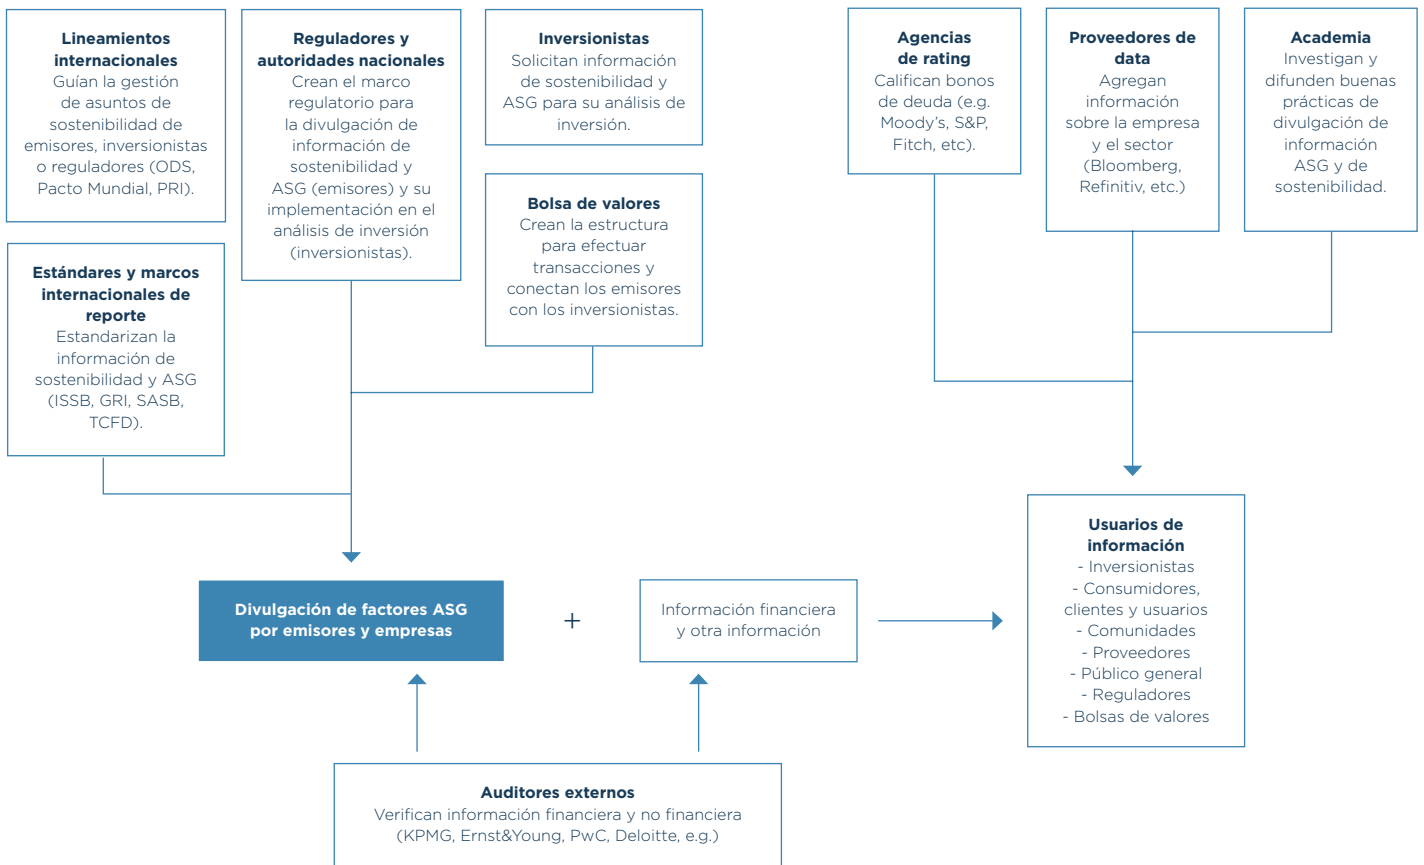 Lineamientos
internacionales
Guían la gestión
de asuntos de
sostenibilidad de
emisores, inversionistas
o reguladores (ODS,
Pacto Mundial, PRI).
Reguladores y
autoridades nacionales
Crean el marco
regulatorio para
la divulgación de
información de
sostenibilidad y
ASG (emisores) y su
implementación en el
análisis de inversión
(inversionistas).
Inversionistas
Solicitan información
de sostenibilidad y
ASG para su análisis de
inversión.
Agencias
de rating
Califican bonos
de deuda (e.g.
Moody's, S&P,
Fitch, etc).
Proveedores de
data
Agregan
información
sobre la empresa
y el sector
(Bloomberg,
Refinitiv, etc.)
Academia
Investigan y
difunden buenas
prácticas de
divulgación de
información
ASG y de
sostenibilidad.
Bolsa de valores
Crean la estructura
para efectuar
transacciones y
conectan los emisores
con los inversionistas.
Estándares y marcos
internacionales de
reporte
Estandarizan la
información de
sostenibilidad y ASG
(ISSB, GRI, SASB,
TCFD).
Divulgación de factores ASG
por emisores y empresas
+
Información financiera
y otra información
Usuarios de
información
- Inversionistas
- Consumidores,
clientes y usuarios
- Comunidades
- Proveedores
- Público general
- Reguladores
- Bolsas de valores
Auditores externos
Verifican información financiera y no financiera
(KPMG, Ernst&Young, PwC, Deloitte, e.g.)